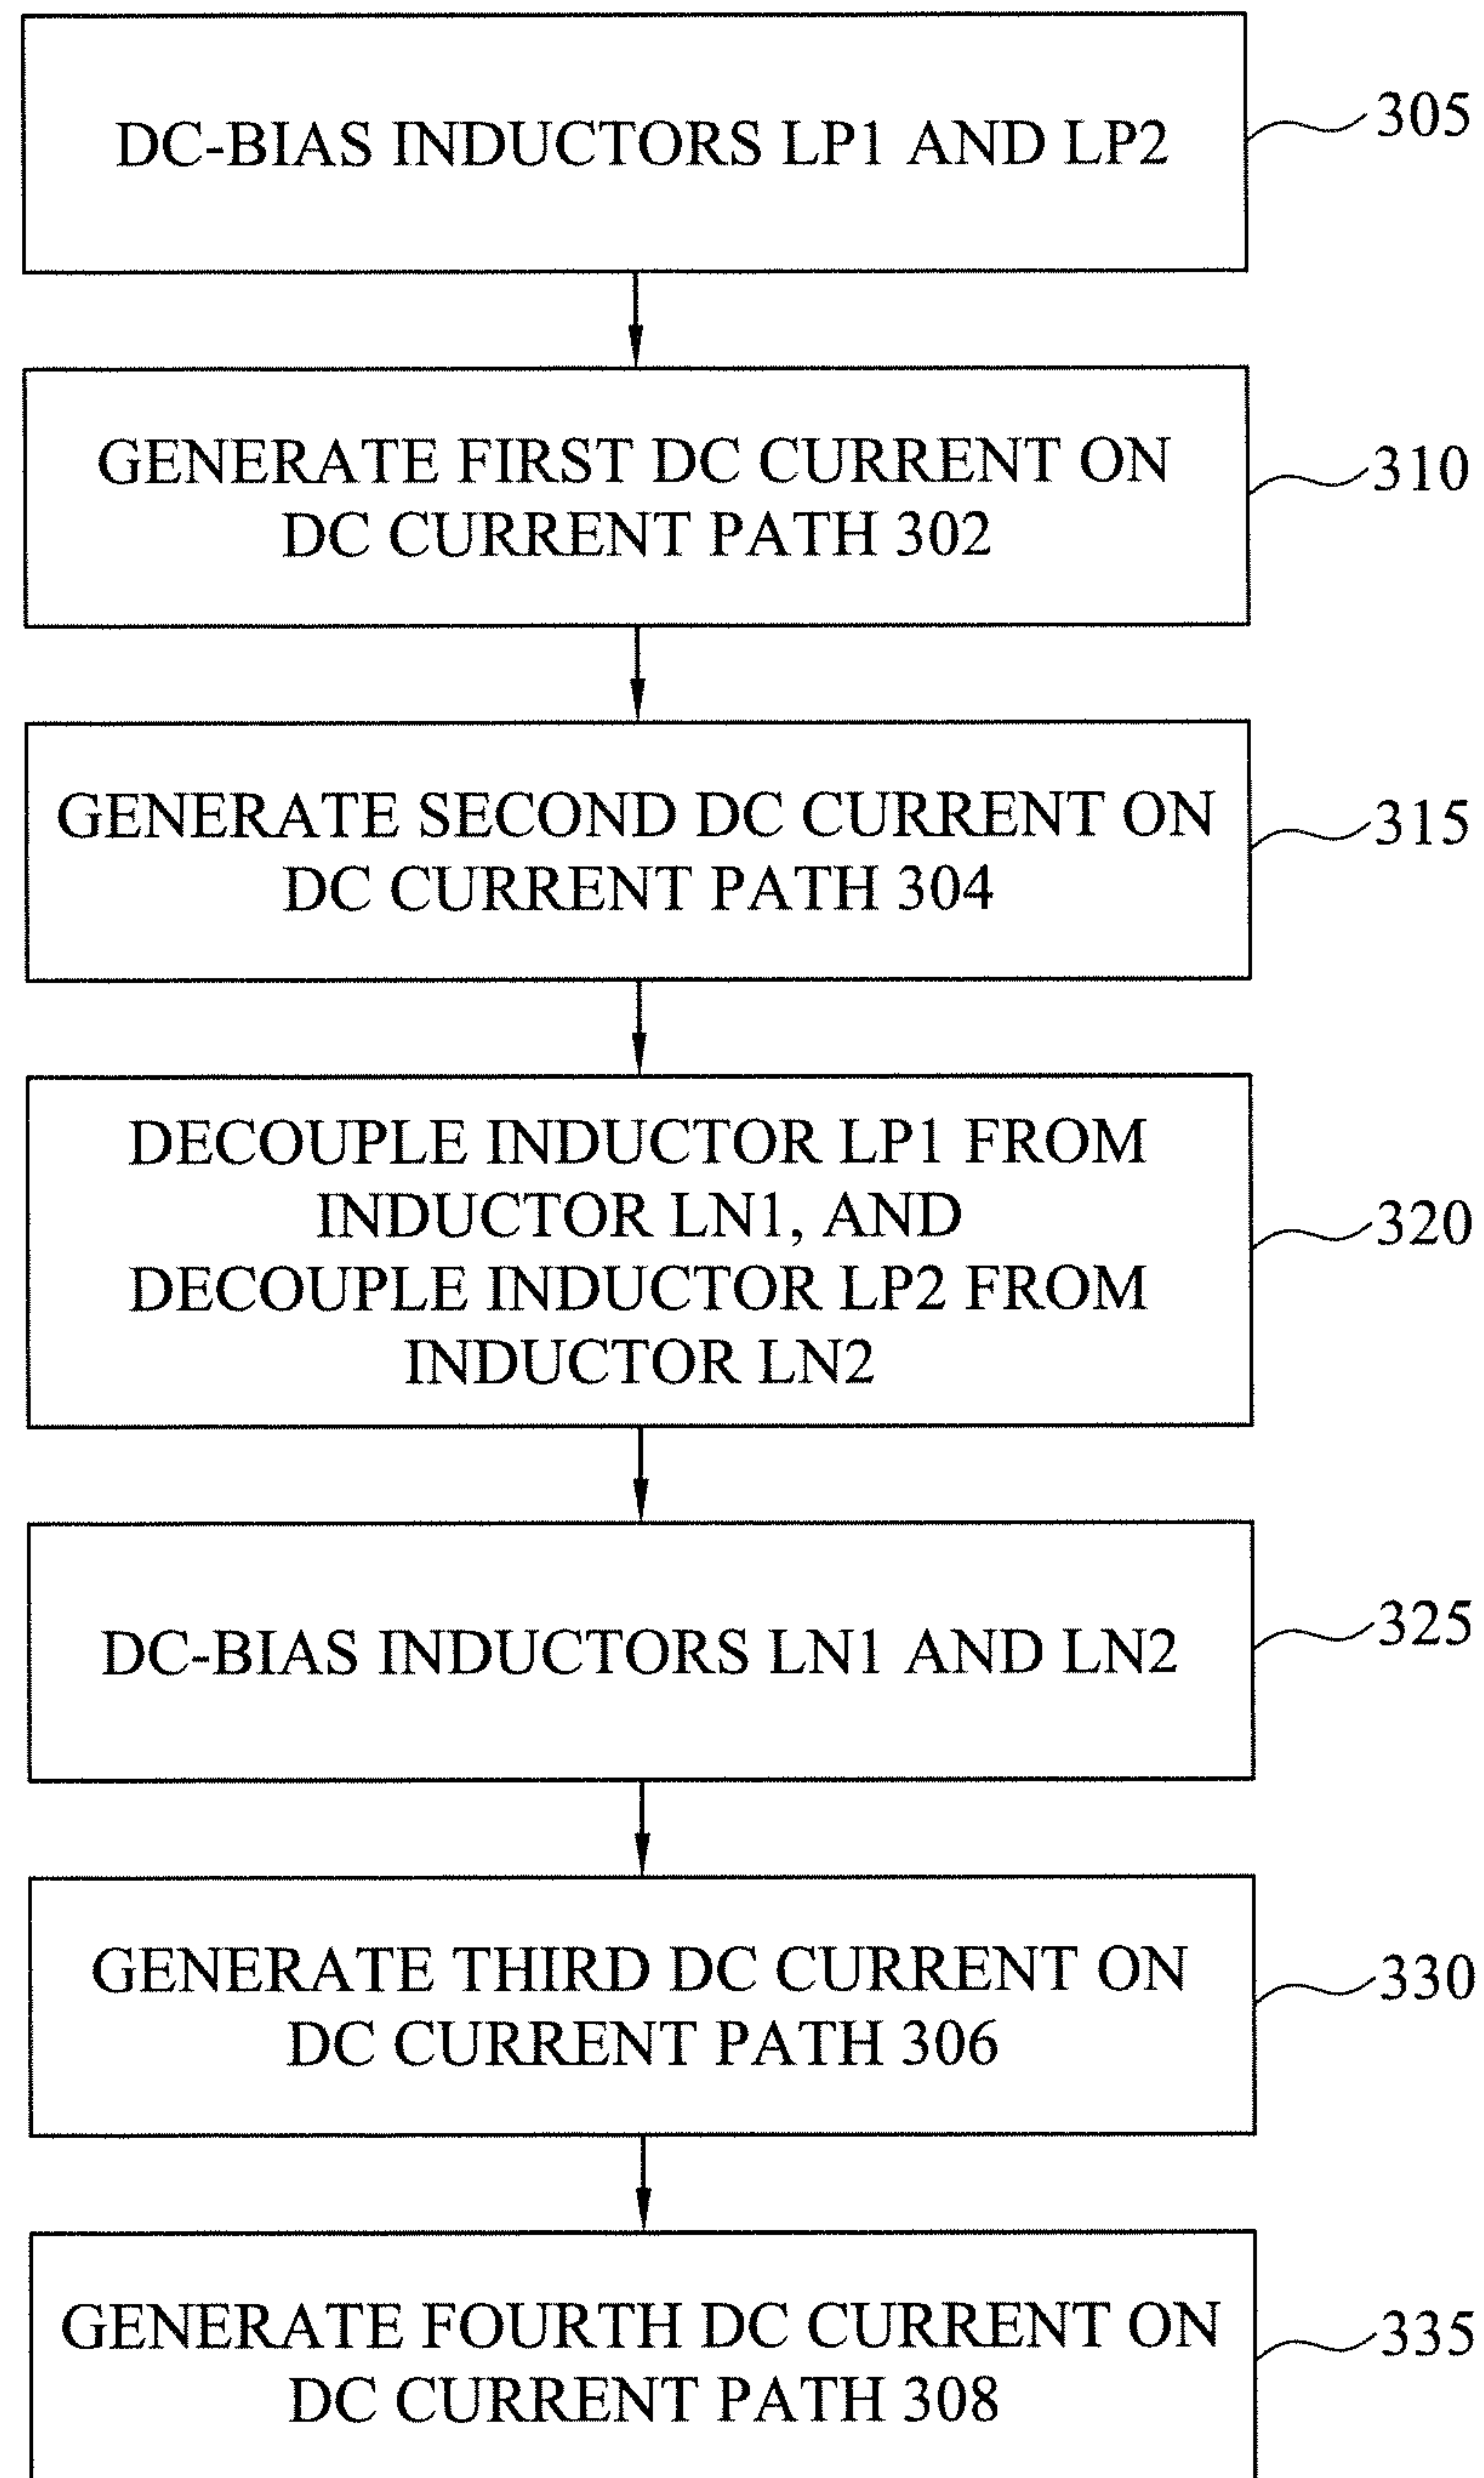 DC-BIAS INDUCTORS LP1 AND LP2
305
GENERATE FIRST DC CURRENT ON
DC CURRENT PATH 302
310
GENERATE SECOND DC CURRENT ON
DC CURRENT PATH 304
315
DECOUPLE INDUCTOR LP1 FROM
INDUCTOR LN1, AND
DECOUPLE INDUCTOR LP2 FROM
INDUCTOR LN2
320
DC-BIAS INDUCTORS LN1 AND LN2
325
GENERATE THIRD DC CURRENT ON
DC CURRENT PATH 306
330
GENERATE FOURTH DC CURRENT ON
DC CURRENT PATH 308
335